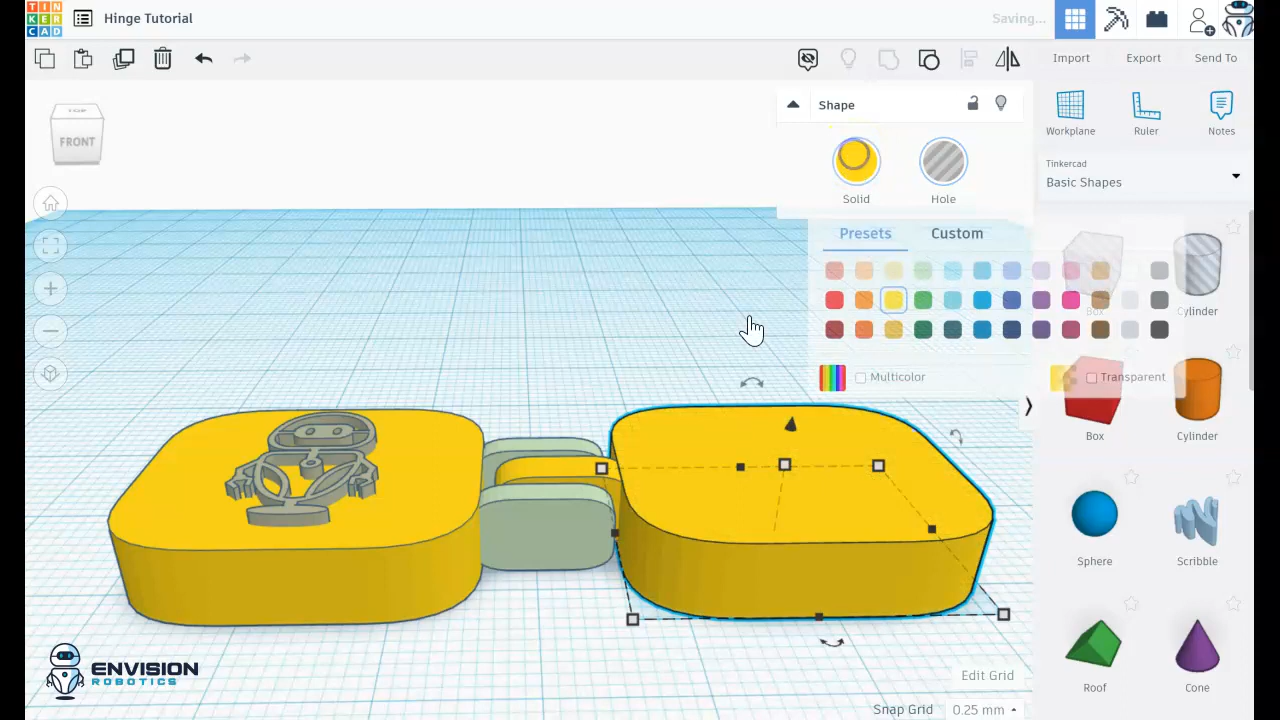 TIN
KER
CAD
Hinge Tutorial
Saving...
Import
Export
Send To
TOP
FRONT
Shape
Solid
Hole
Workplane
Ruler
Notes
Tinkercad
Basic Shapes
Presets
Custom
Multicolor
Transparent
Box
Cylinder
Box
Cylinder
Sphere
Scribble
Roof
Cone
ENVISION
ROBOTICS
Edit Grid
Snap Grid
0.25 mm